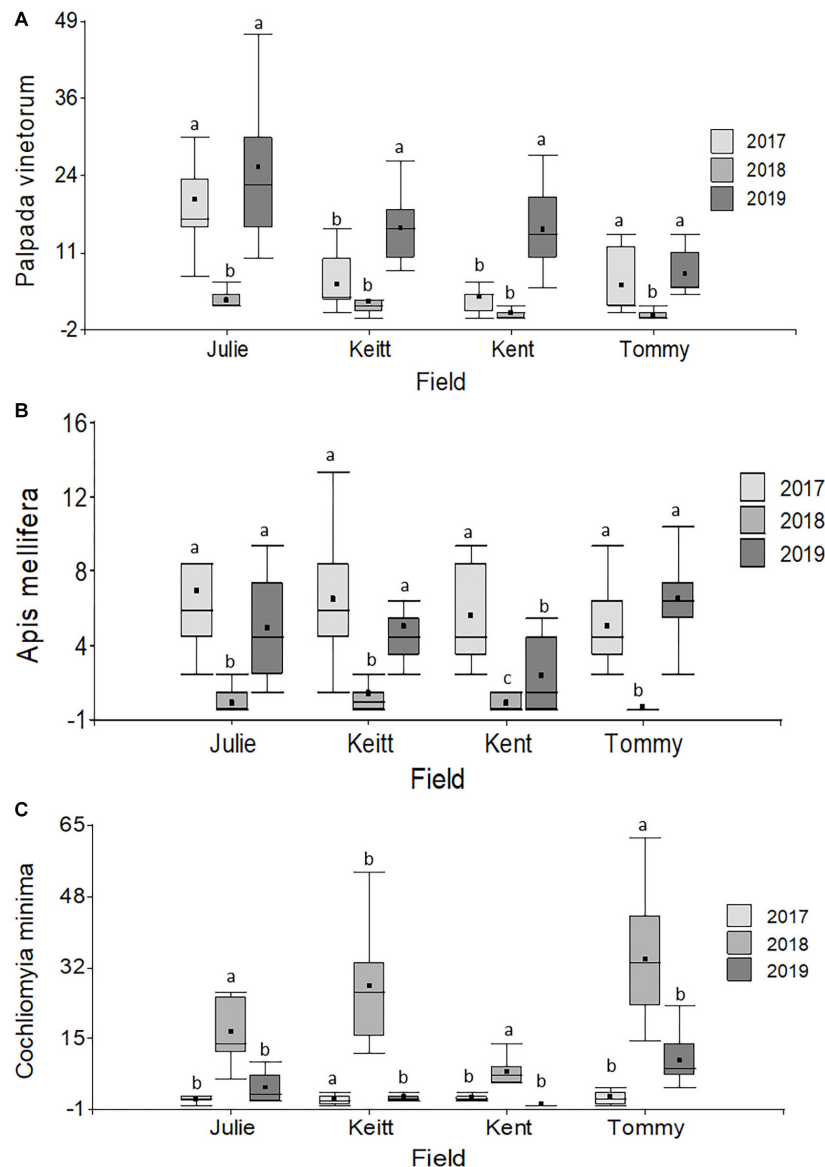 A
49
a
a
36
2017
2018
2019
a
a
24
b
a
a
11
b
b
b
b
b
-2
Palpada vinetorum
Julie
Keitt
Kent
Tommy
Field
B
16
a
12
2017
2018
2019
a
a
a
a
a
8
a
b
4
b
b
c
b
-1
Apis mellifera
Julie
Keitt
Kent
Tommy
Field
C
65
a
48
b
2017
2018
2019
32
a
b
15
a
b
b
a
b
b
b
b
-1
Cochliomyia minima
Julie
Keitt
Kent
Tommy
Field